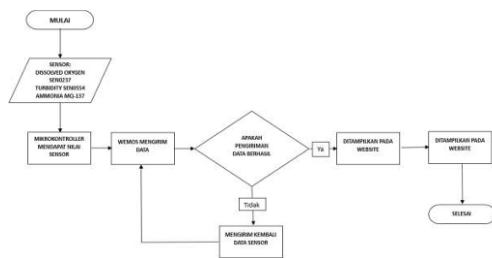 MULAI
SENSOR:
DISSOLVED OXYGEN
SEN0237
TURBIDITY SEN0554
AMMONIA MQ-137
MIKROKONTROLLER
MENDAPAT NILAI
SENSOR
WEMOS MENGIRIM
DATA
APAKAH
PENGIRIMAN
DATA BERHASIL
Ya
DITAMPILKAN PADA
WEBSITE
DITAMPILKAN PADA
WEBSITE
Tidak
MENGIRIM KEMBALI
DATA SENSOR
SELESAI